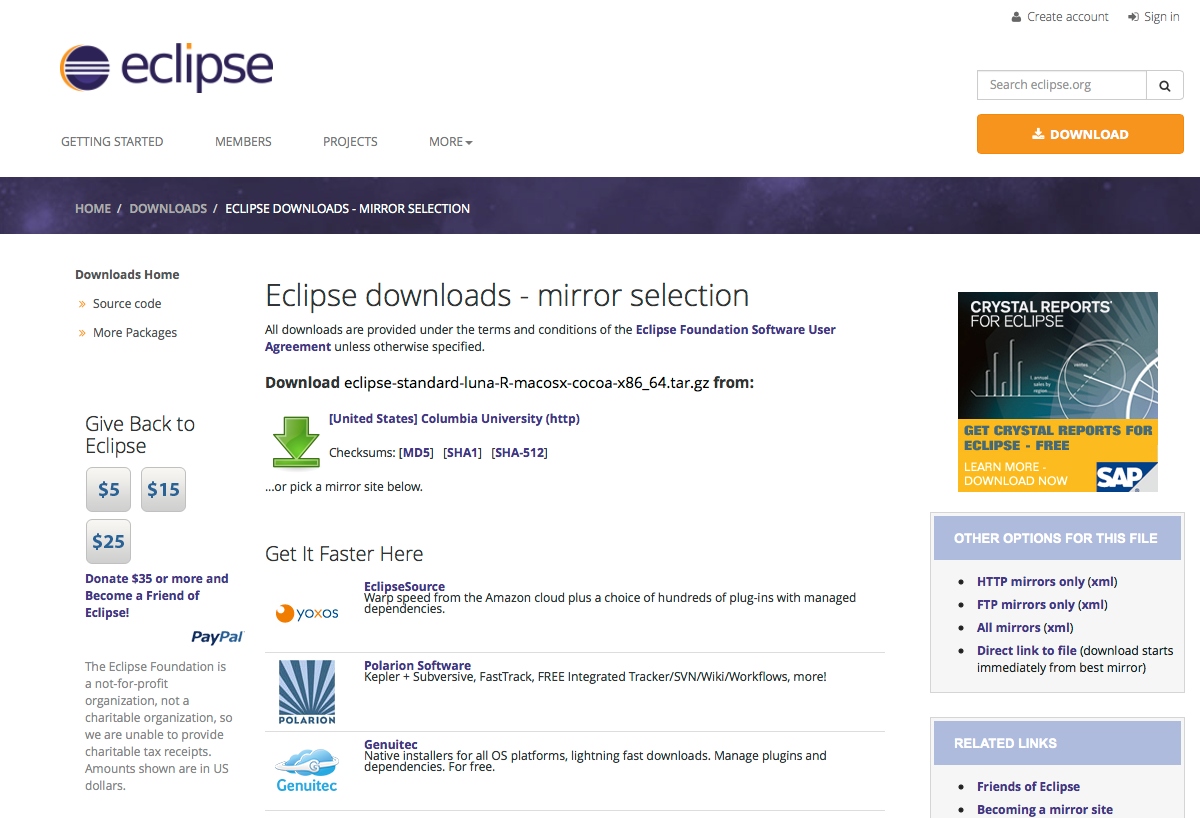 Create account
Sign in
eclipse
Search eclipse.org
DOWNLOAD
GETTING STARTED
MEMBERS
PROJECTS
MORE
HOME / DOWNLOADS / ECLIPSE DOWNLOADS - MIRROR SELECTION
Downloads Home
» Source code
» More Packages
Give Back to
Eclipse
$5
$15
$25
Donate $35 or more and
Become a Friend of
Eclipse!
PayPal
The Eclipse Foundation is
a not-for-profit
organization, not a
charitable organization, so
we are unable to provide
charitable tax receipts.
Amounts shown are in US
dollars.
Eclipse downloads - mirror selection
All downloads are provided under the terms and conditions of the Eclipse Foundation Software User
Agreement unless otherwise specified.
Download eclipse-standard-luna-R-macosx-cocoa-x86_64.tar.gz from:
[United States] Columbia University (http)
Checksums: [MD5] [SHA1] [SHA-512]
...or pick a mirror site below.
Get It Faster Here
yoxos
EclipseSource
Warp speed from the Amazon cloud plus a choice of hundreds of plug-ins with managed
dependencies.
POLARION
Polarion Software
Kepler + Subversive, FastTrack, FREE Integrated Tracker/SVN/Wiki/Workflows, more!
Genuitec
Genuitec
Native installers for all OS platforms, lightning fast downloads. Manage plugins and
dependencies. For free.
CRYSTAL REPORTS®
FOR ECLIPSE
1. annual
sales by
region
GET CRYSTAL REPORTS FOR
ECLIPSE - FREE
LEARN MORE -
DOWNLOAD NOW
SAP
OTHER OPTIONS FOR THIS FILE
• HTTP mirrors only (xml)
• FTP mirrors only (xml)
• All mirrors (xml)
• Direct link to file (download starts
immediately from best mirror)
RELATED LINKS
• Friends of Eclipse
• Becoming a mirror site